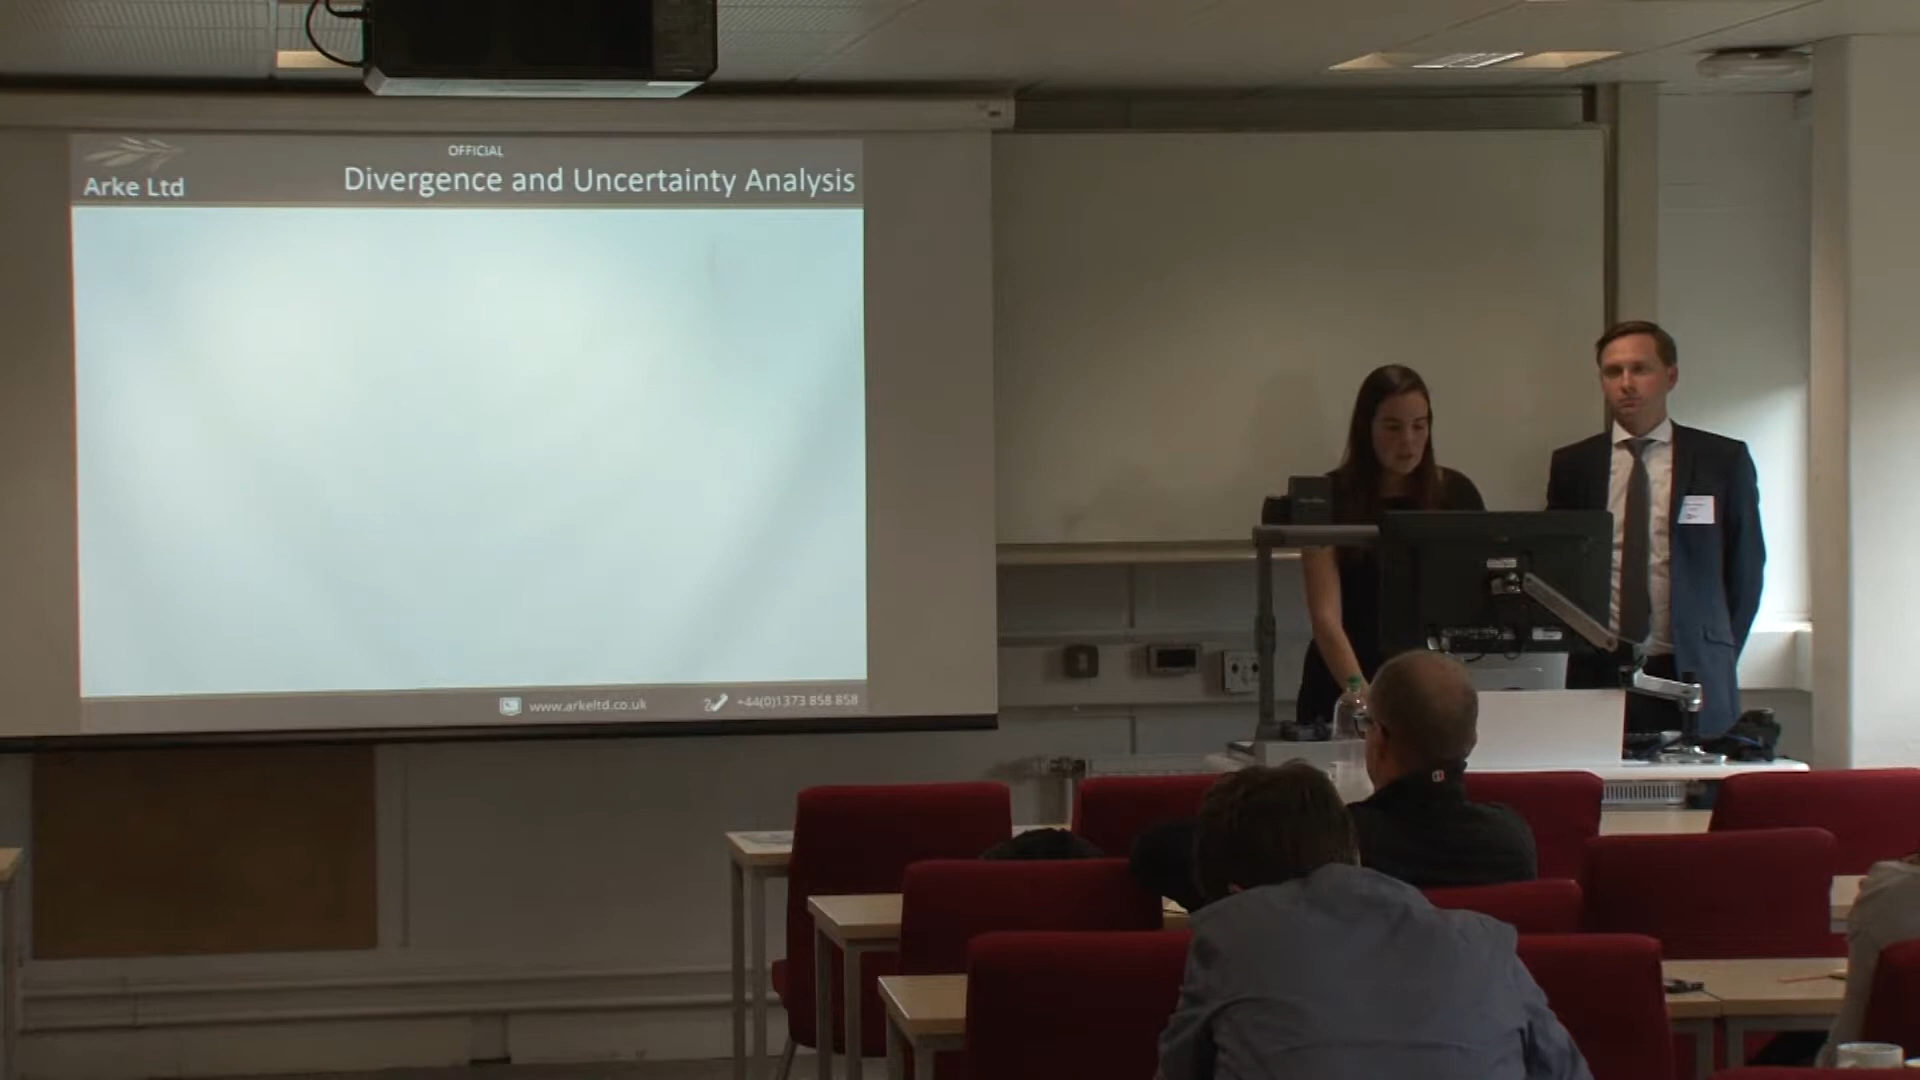 OFFICIAL
Arke Ltd
Divergence and Uncertainty Analysis
www.arkeltd.co.uk
+44(0)1373 858 858